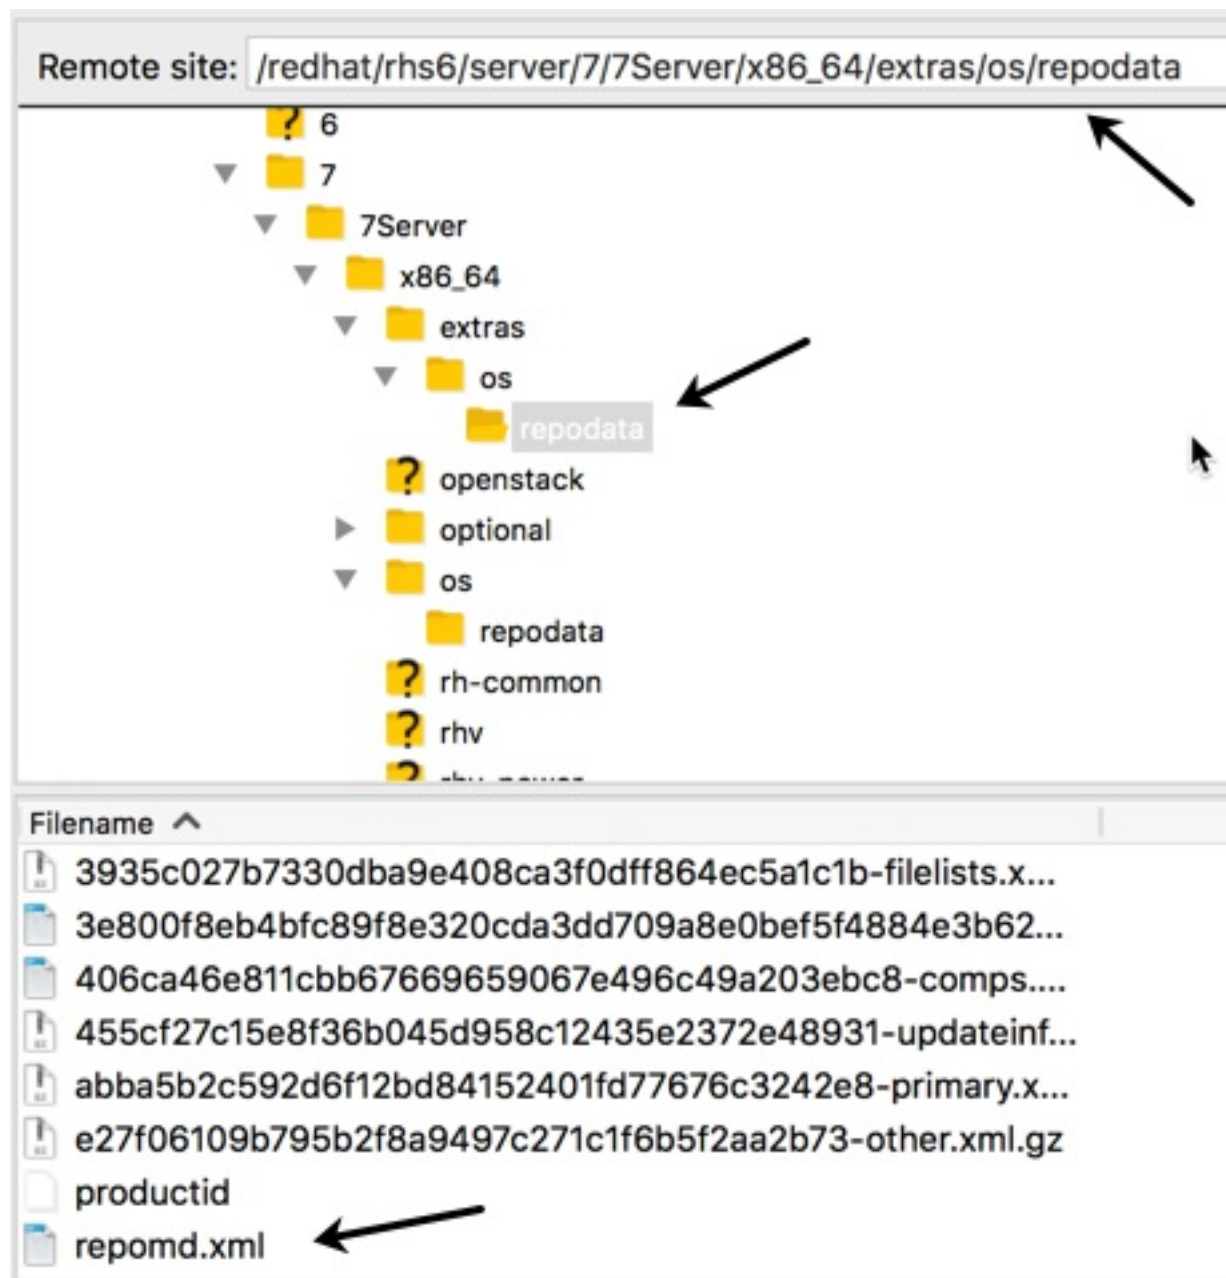 Remote site: /redhat/rhs6/server/7/7Server/x86_64/extras/os/repodata
6
7
7Server
x86_64
extras
os
repodata
openstack
optional
os
repodata
rh-common
rhv
Filename
3935c027b7330dba9e408ca3f0dff864ec5a1c1b-filelists.x...
3e800f8eb4bfc89f8e320cda3dd709a8e0bef5f4884e3b62...
406ca46e811cbb67669659067e496c49a203ebc8-comps....
455cf27c15e8f36b045d958c12435e2372e48931-updateinf...
abba5b2c592d6f12bd84152401fd77676c3242e8-primary.x...
e27f06109b795b2f8a9497c271c1f6b5f2aa2b73-other.xml.gz
productid
repomd.xml